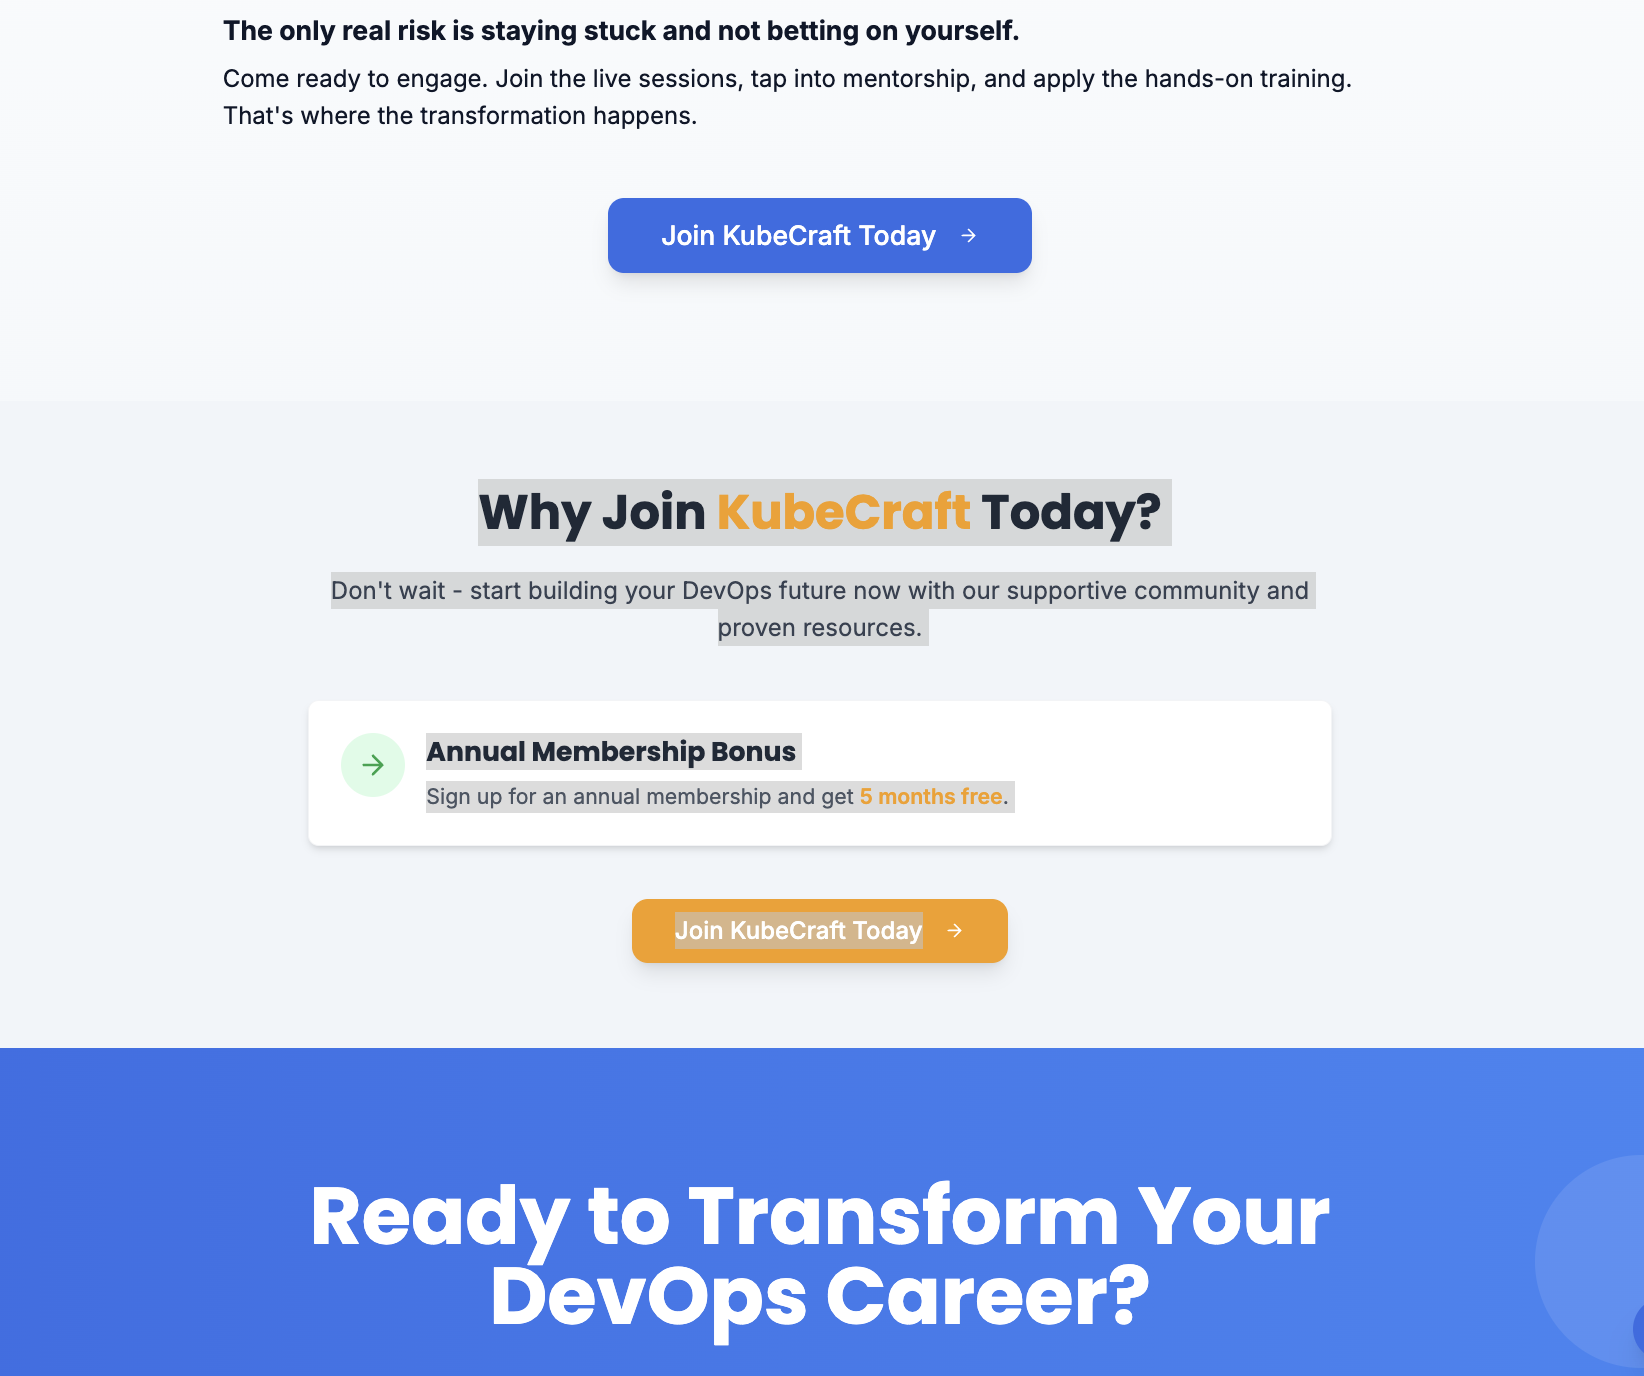 The only real risk is staying stuck and not betting on yourself.
Come ready to engage. Join the live sessions, tap into mentorship, and apply the hands-on training.
That's where the transformation happens.
Join KubeCraft Today
Why Join KubeCraft Today?
Don't wait - start building your DevOps future now with our supportive community and
proven resources.
Annual Membership Bonus
Sign up for an annual membership and get 5 months free.
Join KubeCraft Today
Ready to Transform Your
DevOps Career?